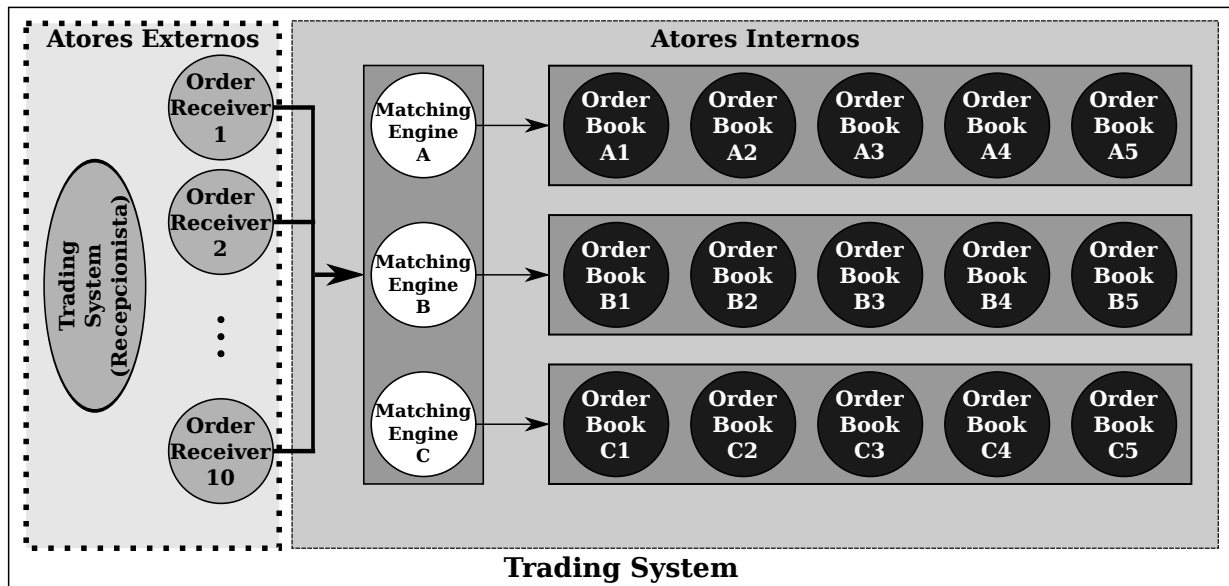 Atores Externos
Atores Internos
Order
Receiver
1
Order
Receiver
2
Order
Receiver
10
Trading
System
(Recepcionista)
Matching
Engine
A
Order
Book
A1
Order
Book
A2
Order
Book
A3
Order
Book
A4
Order
Book
A5
Matching
Engine
B
Order
Book
B1
Order
Book
B2
Order
Book
B3
Order
Book
B4
Order
Book
B5
Matching
Engine
C
Order
Book
C1
Order
Book
C2
Order
Book
C3
Order
Book
C4
Order
Book
C5
Trading System